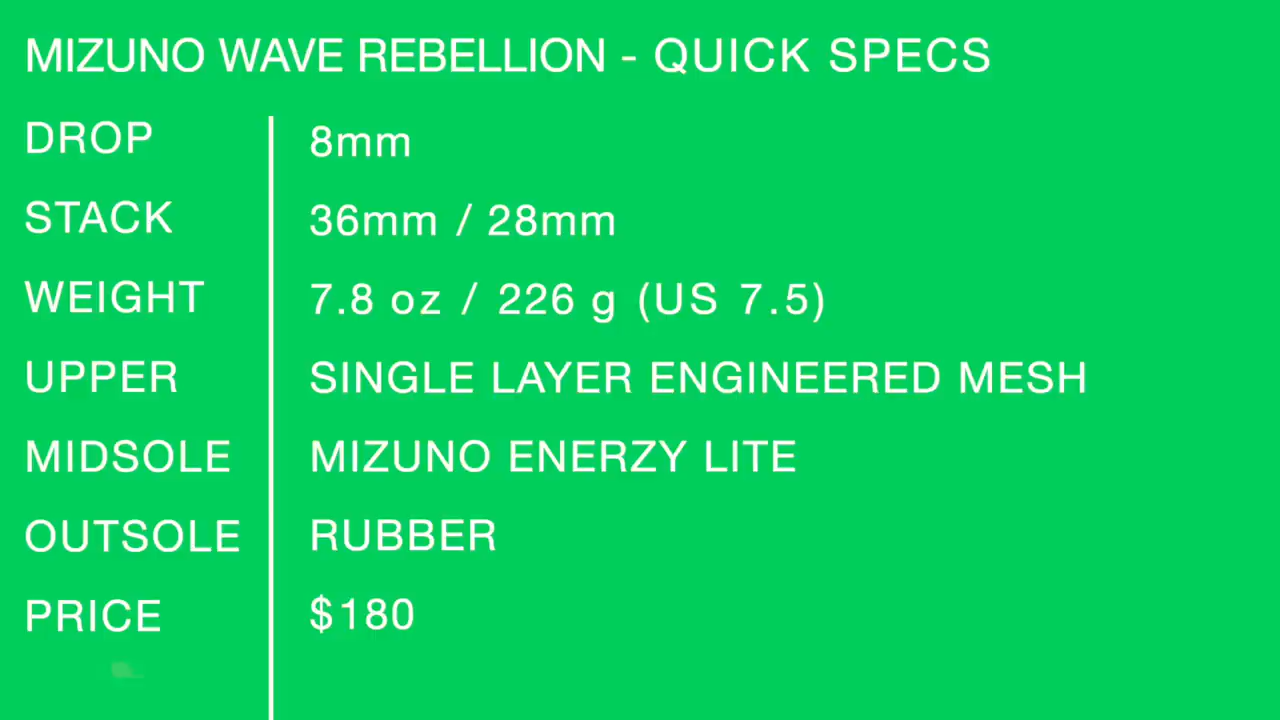 MIZUNO WAVE REBELLION - QUICK SPECS
DROP 8mm
STACK 36mm / 28mm
WEIGHT 7.8 oz / 226 g (US 7.5)
UPPER SINGLE LAYER ENGINEERED MESH
MIDSOLE MIZUNO ENERZY LITE
OUTSOLE RUBBER
PRICE $180